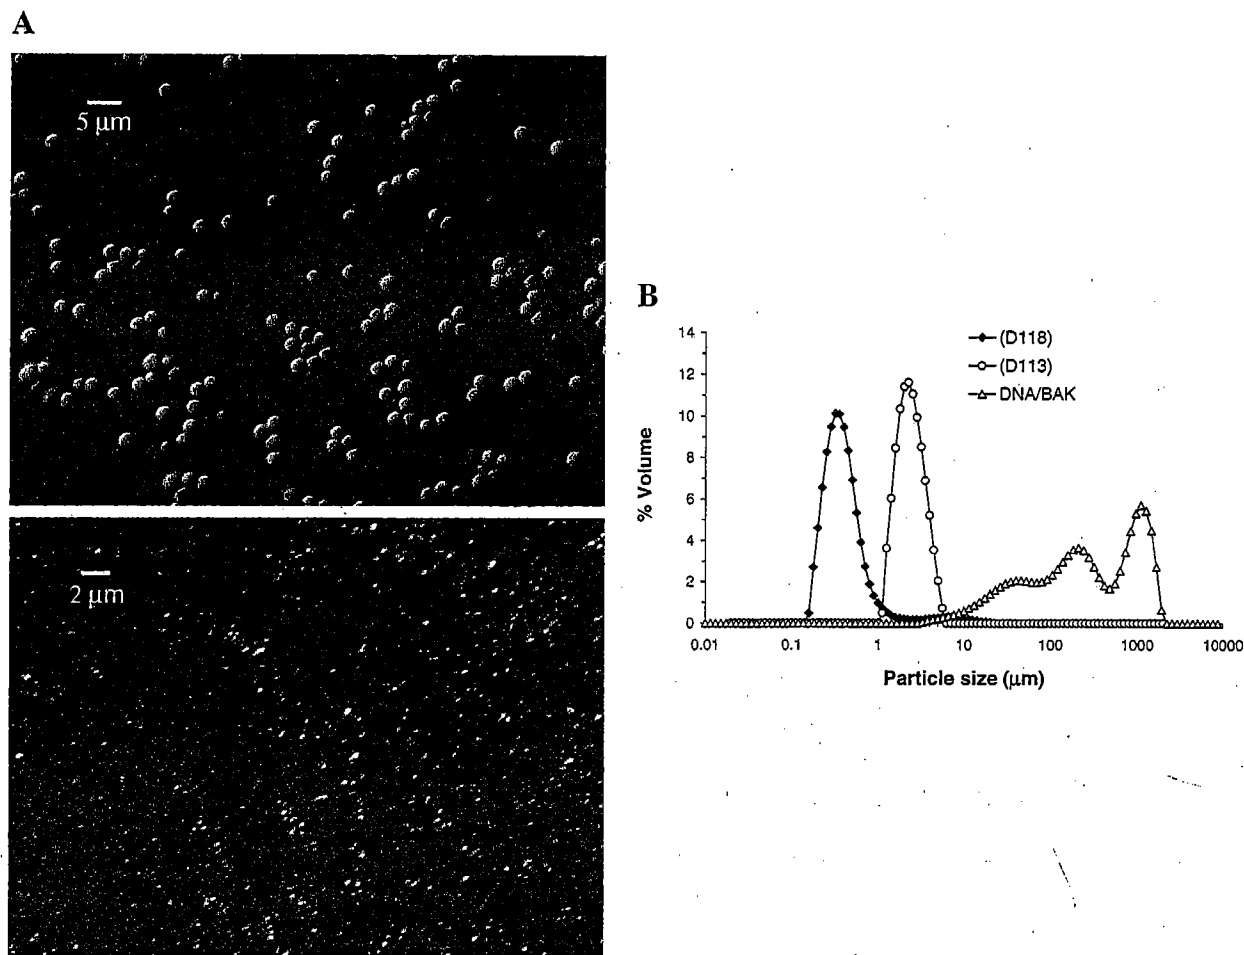 A
5 μm
2 μm
B
14
12
10
8
6
4
2
0
% Volume
(D118)
(D113)
DNA/BAK
0.01
0.1
1
10
100
1000
10000
Particle size (μm)